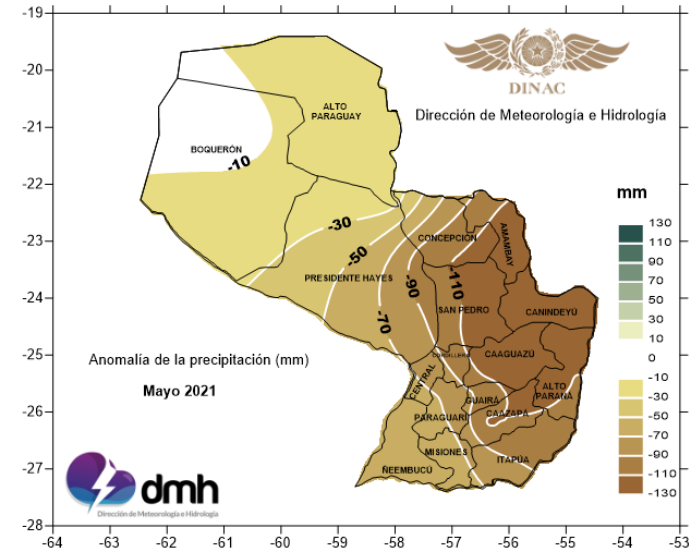 -19
-20
-21
-22
-23
-24
-25
-26
-27
-28
-64
-63
-62
-61
-60
-59
-58
-57
-56
-55
-54
-53
DINAC
Dirección de Meteorología e Hidrología
ALTO
PARAGUAY
BOQUERÓN
-10
-30
-50
-70
-90
-110
CONCEPCIÓN
AMAMBAY
PRESIDENTE HAYES
SAN PEDRO
CANINDEYÚ
CORDILLERA
CAAGUAZÚ
CENTRAL
ALTO
PARANÁ
GUAIRÁ
CAAZAPÁ
PARAGUARÍ
MISIONES
ITAPÚA
ÑEEMBUCÚ
mm
130
110
90
70
50
30
10
0
-10
-30
-50
-70
-90
-110
-130
Anomalía de la precipitación (mm)
Mayo 2021
dmh
Dirección de Meteorología e Hidrología